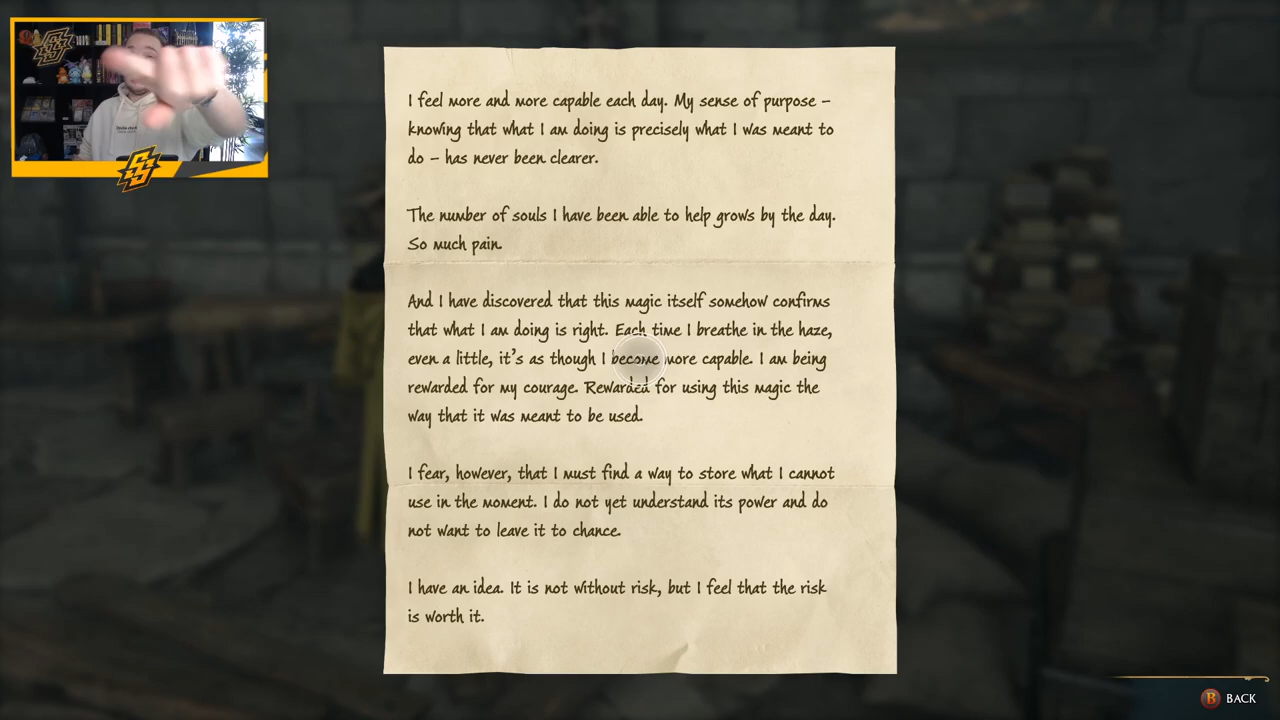 I feel more and more capable each day. My sense of purpose –
knowing that what I am doing is precisely what I was meant to
do – has never been clearer.
The number of souls I have been able to help grows by the day.
So much pain.
And I have discovered that this magic itself somehow confirms
that what I am doing is right. Each time I breathe in the haze,
even a little, it's as though I become more capable. I am being
rewarded for my courage. Rewarded for using this magic the
way that it was meant to be used.
I fear, however, that I must find a way to store what I cannot
use in the moment. I do not yet understand its power and do
not want to leave it to chance.
I have an idea. It is not without risk, but I feel that the risk
is worth it.
B BACK